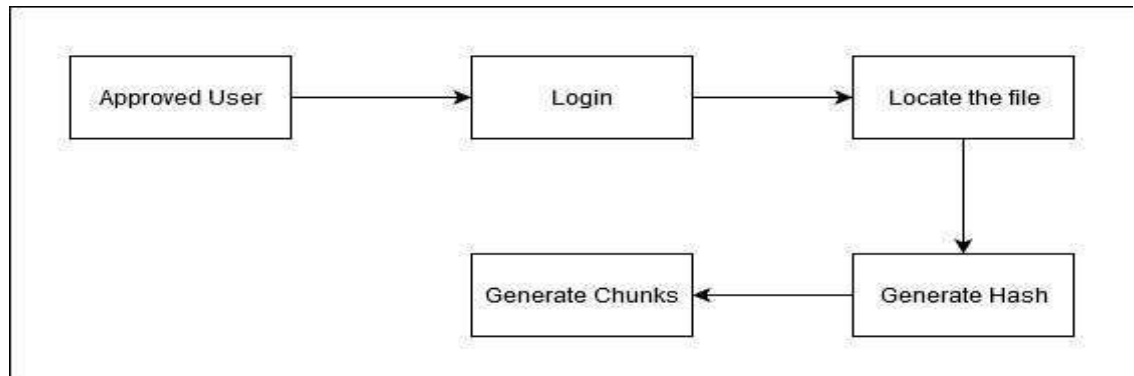 Approved User
Login
Locate the file
Generate Chunks
Generate Hash